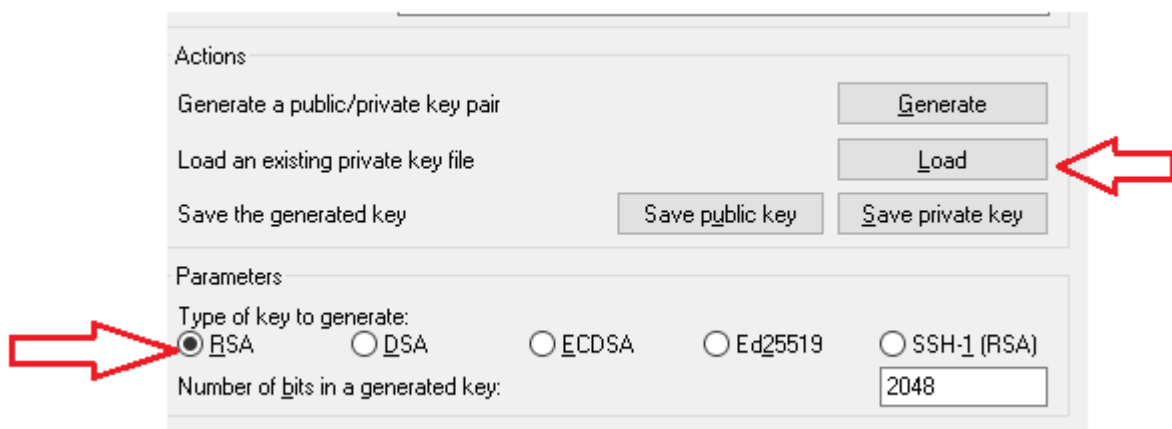 Actions
Generate a public/private key pair Generate
Load an existing private key file Load
Save the generated key Save public key Save private key
Parameters
Type of key to generate:
RSA DSA ECDSA Ed25519 SSH-1 (RSA)
Number of bits in a generated key: 2048